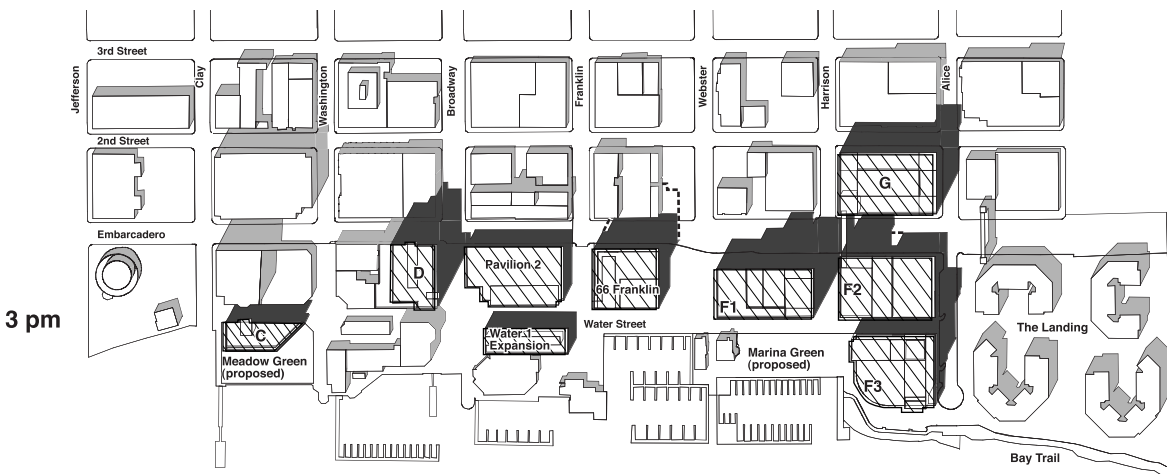 3rd Street
Jefferson
Clay
Washington
Broadway
Franklin
Webster
Harrison
Alice
2nd Street
G
Embarcadero
D
Pavilion 2
66 Franklin
F1
F2
3 pm
C
Water 1
Expansion
Water Street
The Landing
Meadow Green
(proposed)
Marina Green
(proposed)
F3
Bay Trail